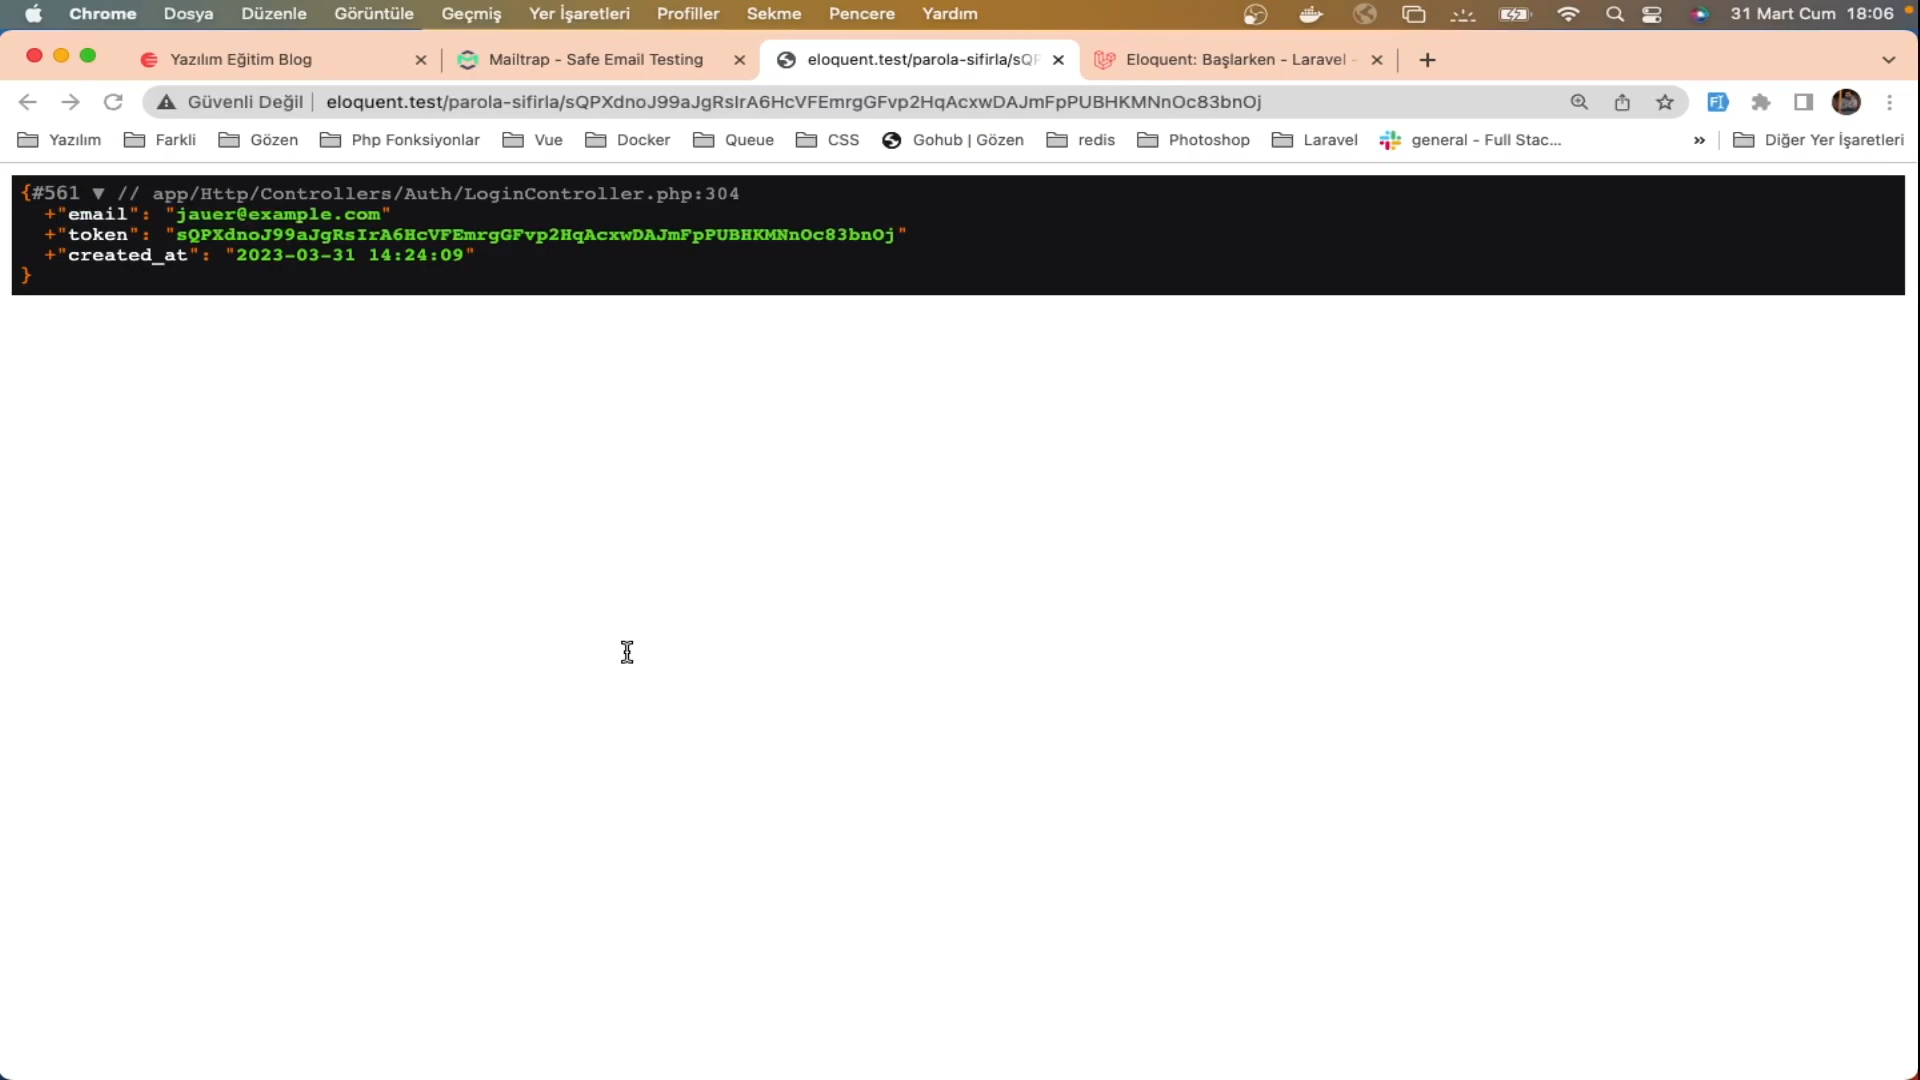 Chrome Dosya Düzenle Görüntüle Geçmiş Yer İşaretleri Profiller Sekme Pencere Yardım 31 Mart Cum 18:06
Yazılım Eğitim Blog Mailtrap - Safe Email Testing eloquent.test/parola-sifirla/sQP Eloquent: Başlarken - Laravel -
Güvenli Değil eloquent.test/parola-sifirla/sQPXdnoJ99aJgRsIrA6HcVFEmrgGFvp2HqAcxwDAJmFpPUBHKMNnOc83bnOj
Yazılım Farkli Gözen Php Fonksiyonlar Vue Docker Queue CSS Gohub | Gözen redis Photoshop Laravel general - Full Stac... » Diğer Yer İşaretleri
{#561 ▼ // app/Http/Controllers/Auth/LoginController.php:304
+"email": "jauer@example.com"
+"token": "sQPXdnoJ99aJgRsIrA6HcVFEmrgGFvp2HqAcxwDAJmFpPUBHKMNnOc83bnOj"
+"created_at": "2023-03-31 14:24:09"
}